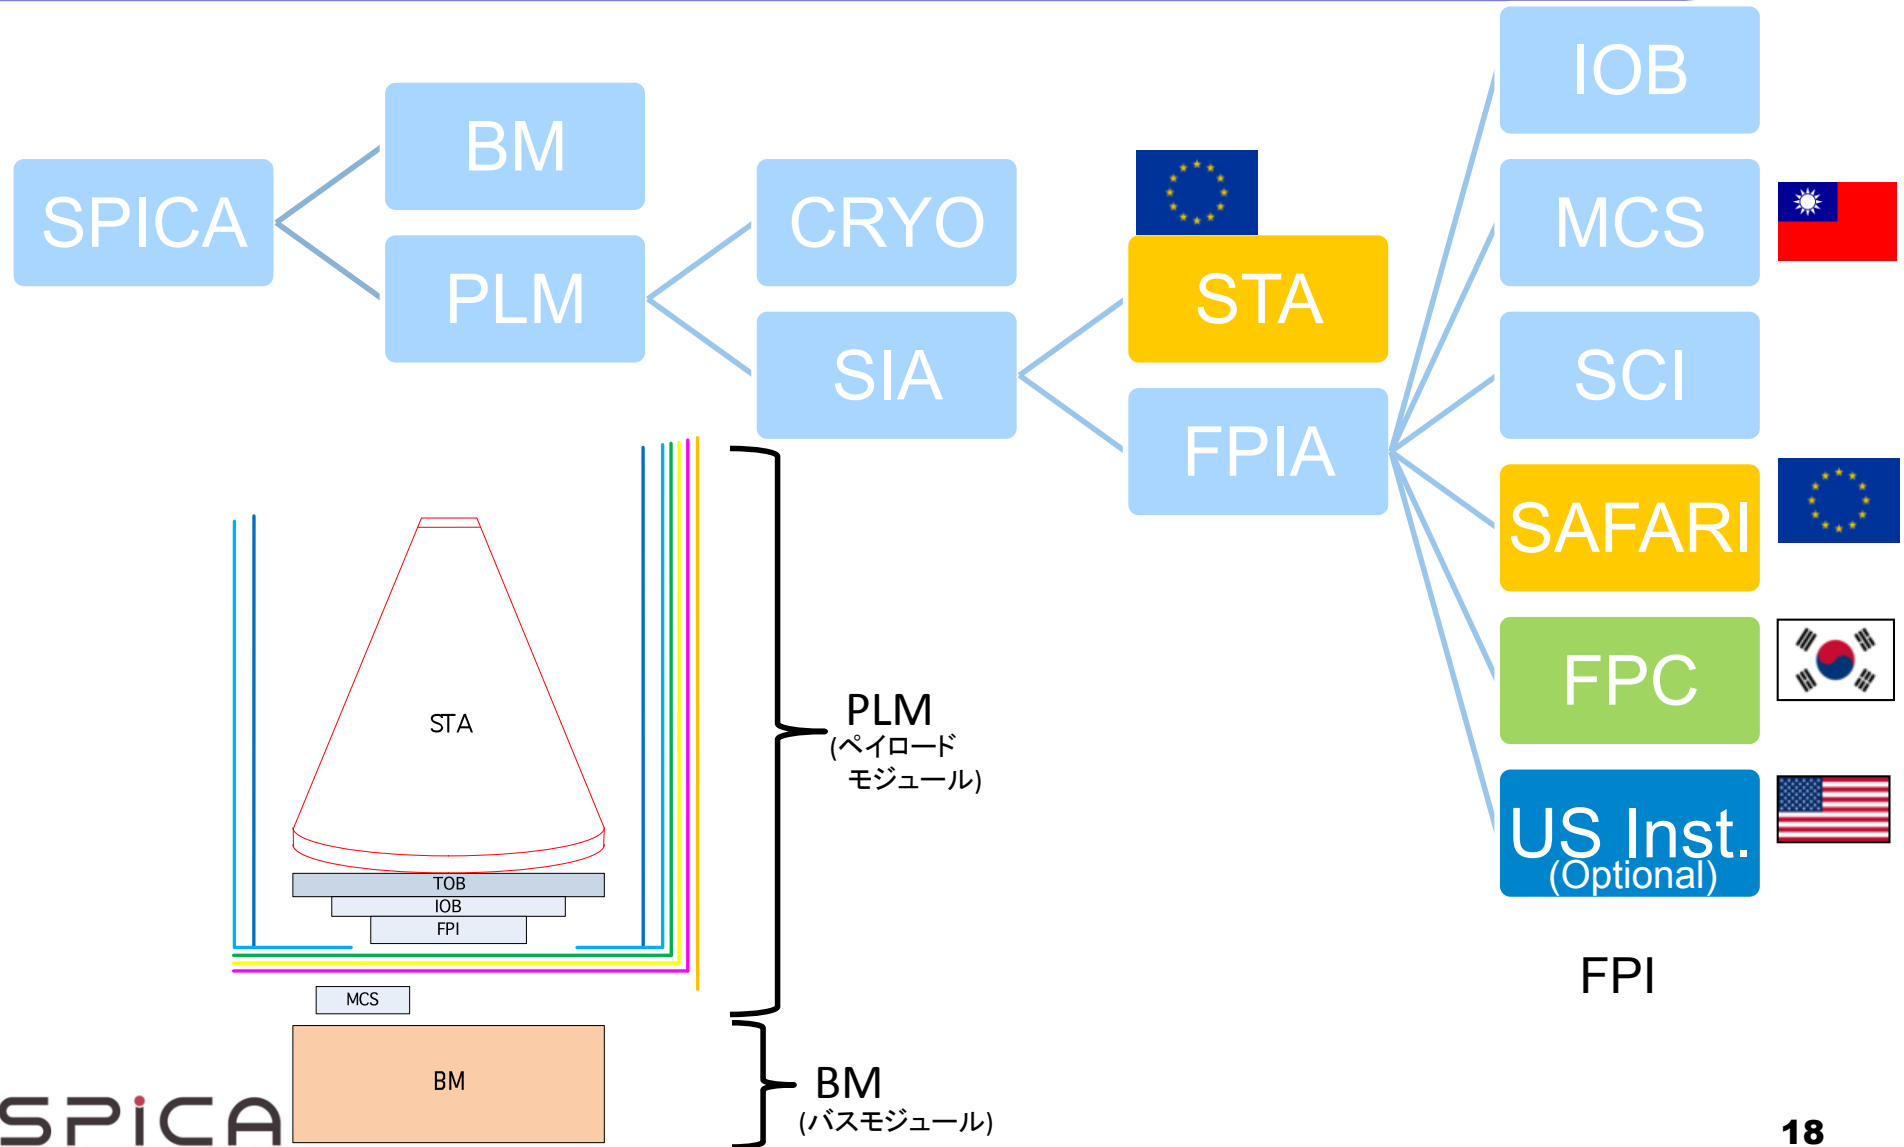 SPICA
BM
PLM
CRYO
SIA
STA
FPIA
IOB
MCS
SCI
SAFARI
FPC
US Inst.
(Optional)
FPI
STA
TOB
IOB
FPI
MCS
BM
PLM
(ペイロード
モジュール)
BM
(バスモジュール)
SPiCA
18